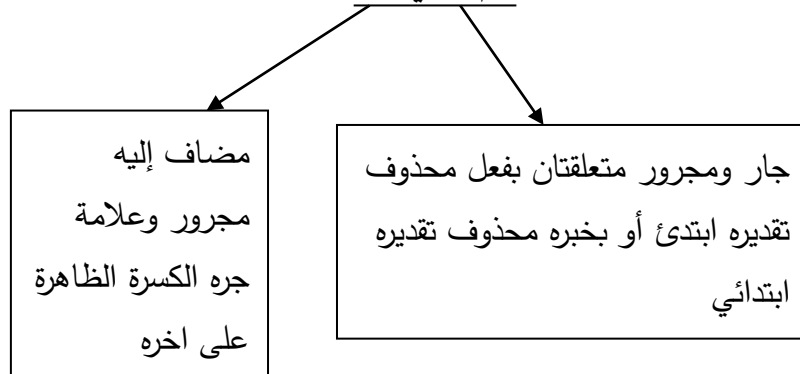 جار ومجرور متعلقتان بفعل محذوف
تقديره ابتدئ أو بخبره محذوف تقديره
ابتدائي
مضاف إليه
مجرور وعلامة
جره الكسرة الظاهرة
على اخره